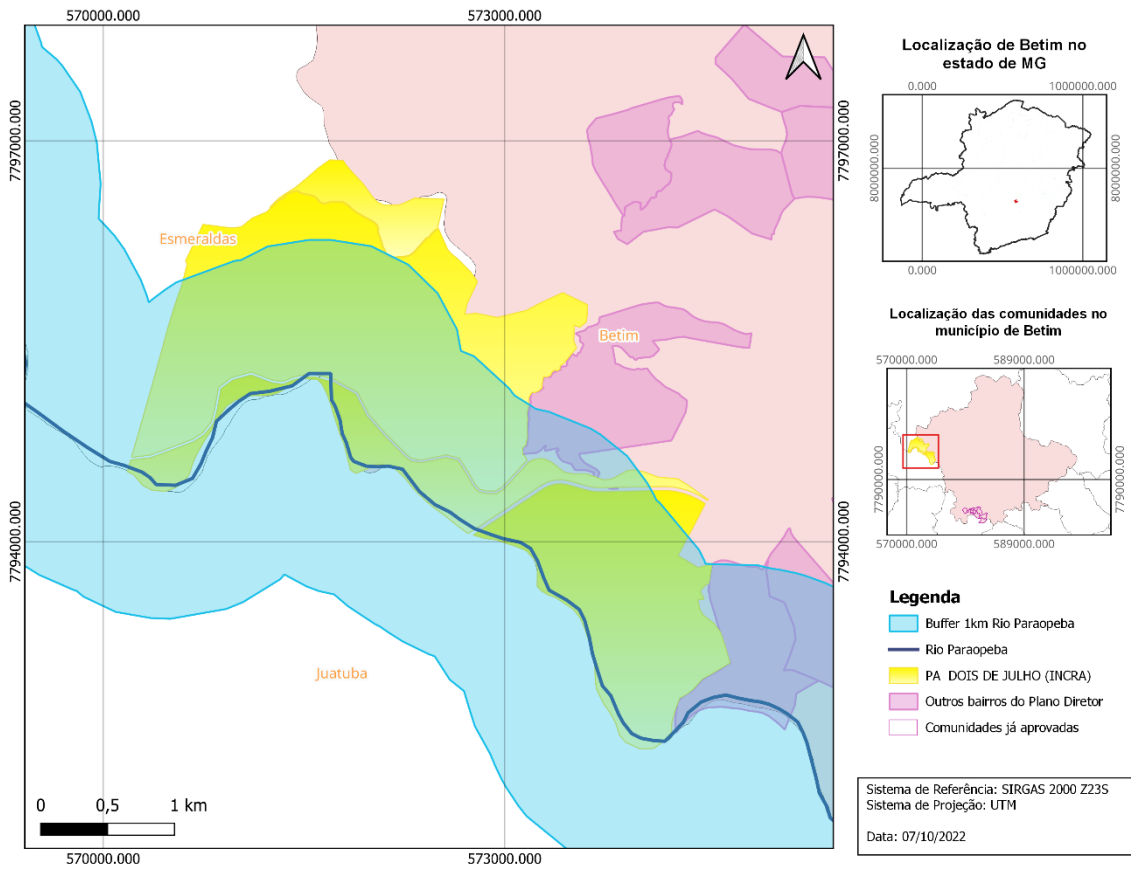 570000.000
573000.000
7797000.000
7797000.000
Esmeraldas
Betim
7794000.000
7794000.000
Juatuba
0
0,5
1 km
570000.000
573000.000
Localização de Betim no
estado de MG
0.000
1000000.000
8000000.000
8000000.000
0.000
1000000.000
Localização das comunidades no
município de Betim
570000.000
589000.000
7790000.000
7790000.000
570000.000
589000.000
Legenda
Buffer 1km Rio Paraopeba
Rio Paraopeba
PA DOIS DE JULHO (INCRA)
Outros bairros do Plano Diretor
Comunidades já aprovadas
Sistema de Referência: SIRGAS 2000 Z23S
Sistema de Projeção: UTM
Data: 07/10/2022